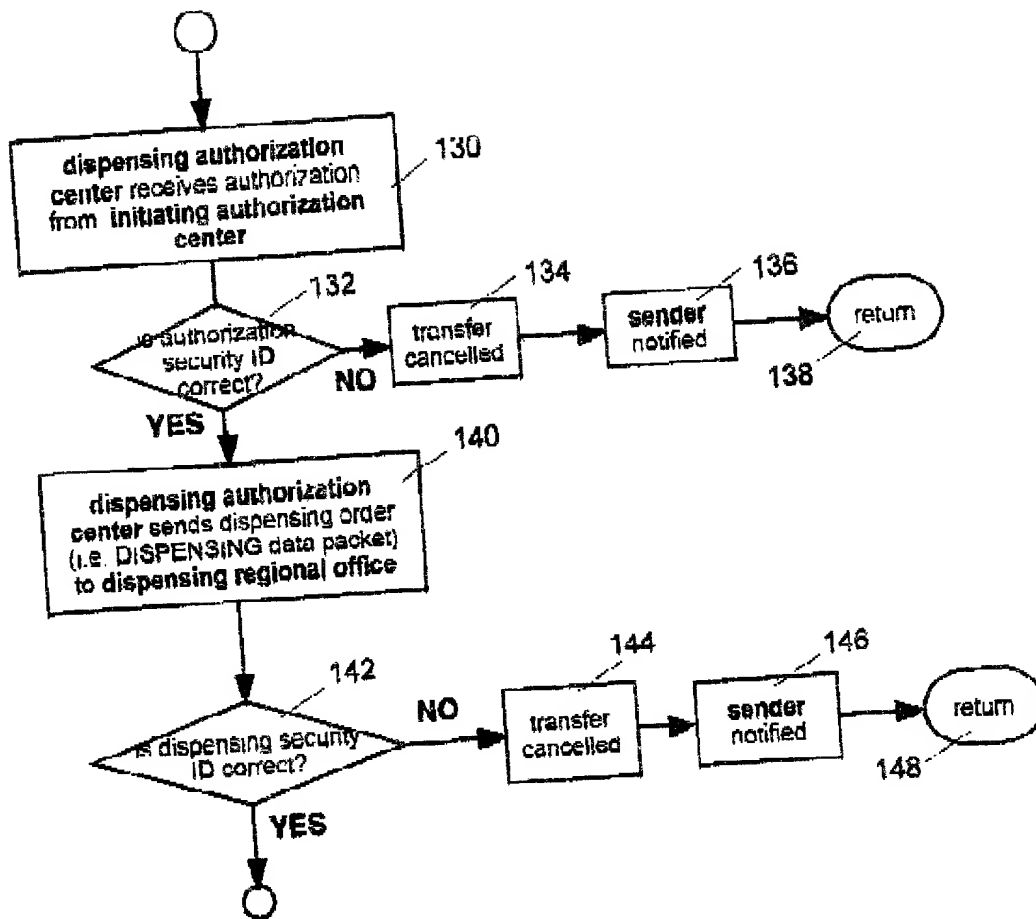 dispensing authorization
center receives authorization
from initiating authorization
center
130
132
is authorization
security ID
correct?
NO
YES
134
transfer
cancelled
136
sender
notified
return
138
140
dispensing authorization
center sends dispensing order
(i.e. DISPENSING data packet)
to dispensing regional office
142
is dispensing security
ID correct?
NO
YES
144
transfer
cancelled
146
sender
notified
return
148